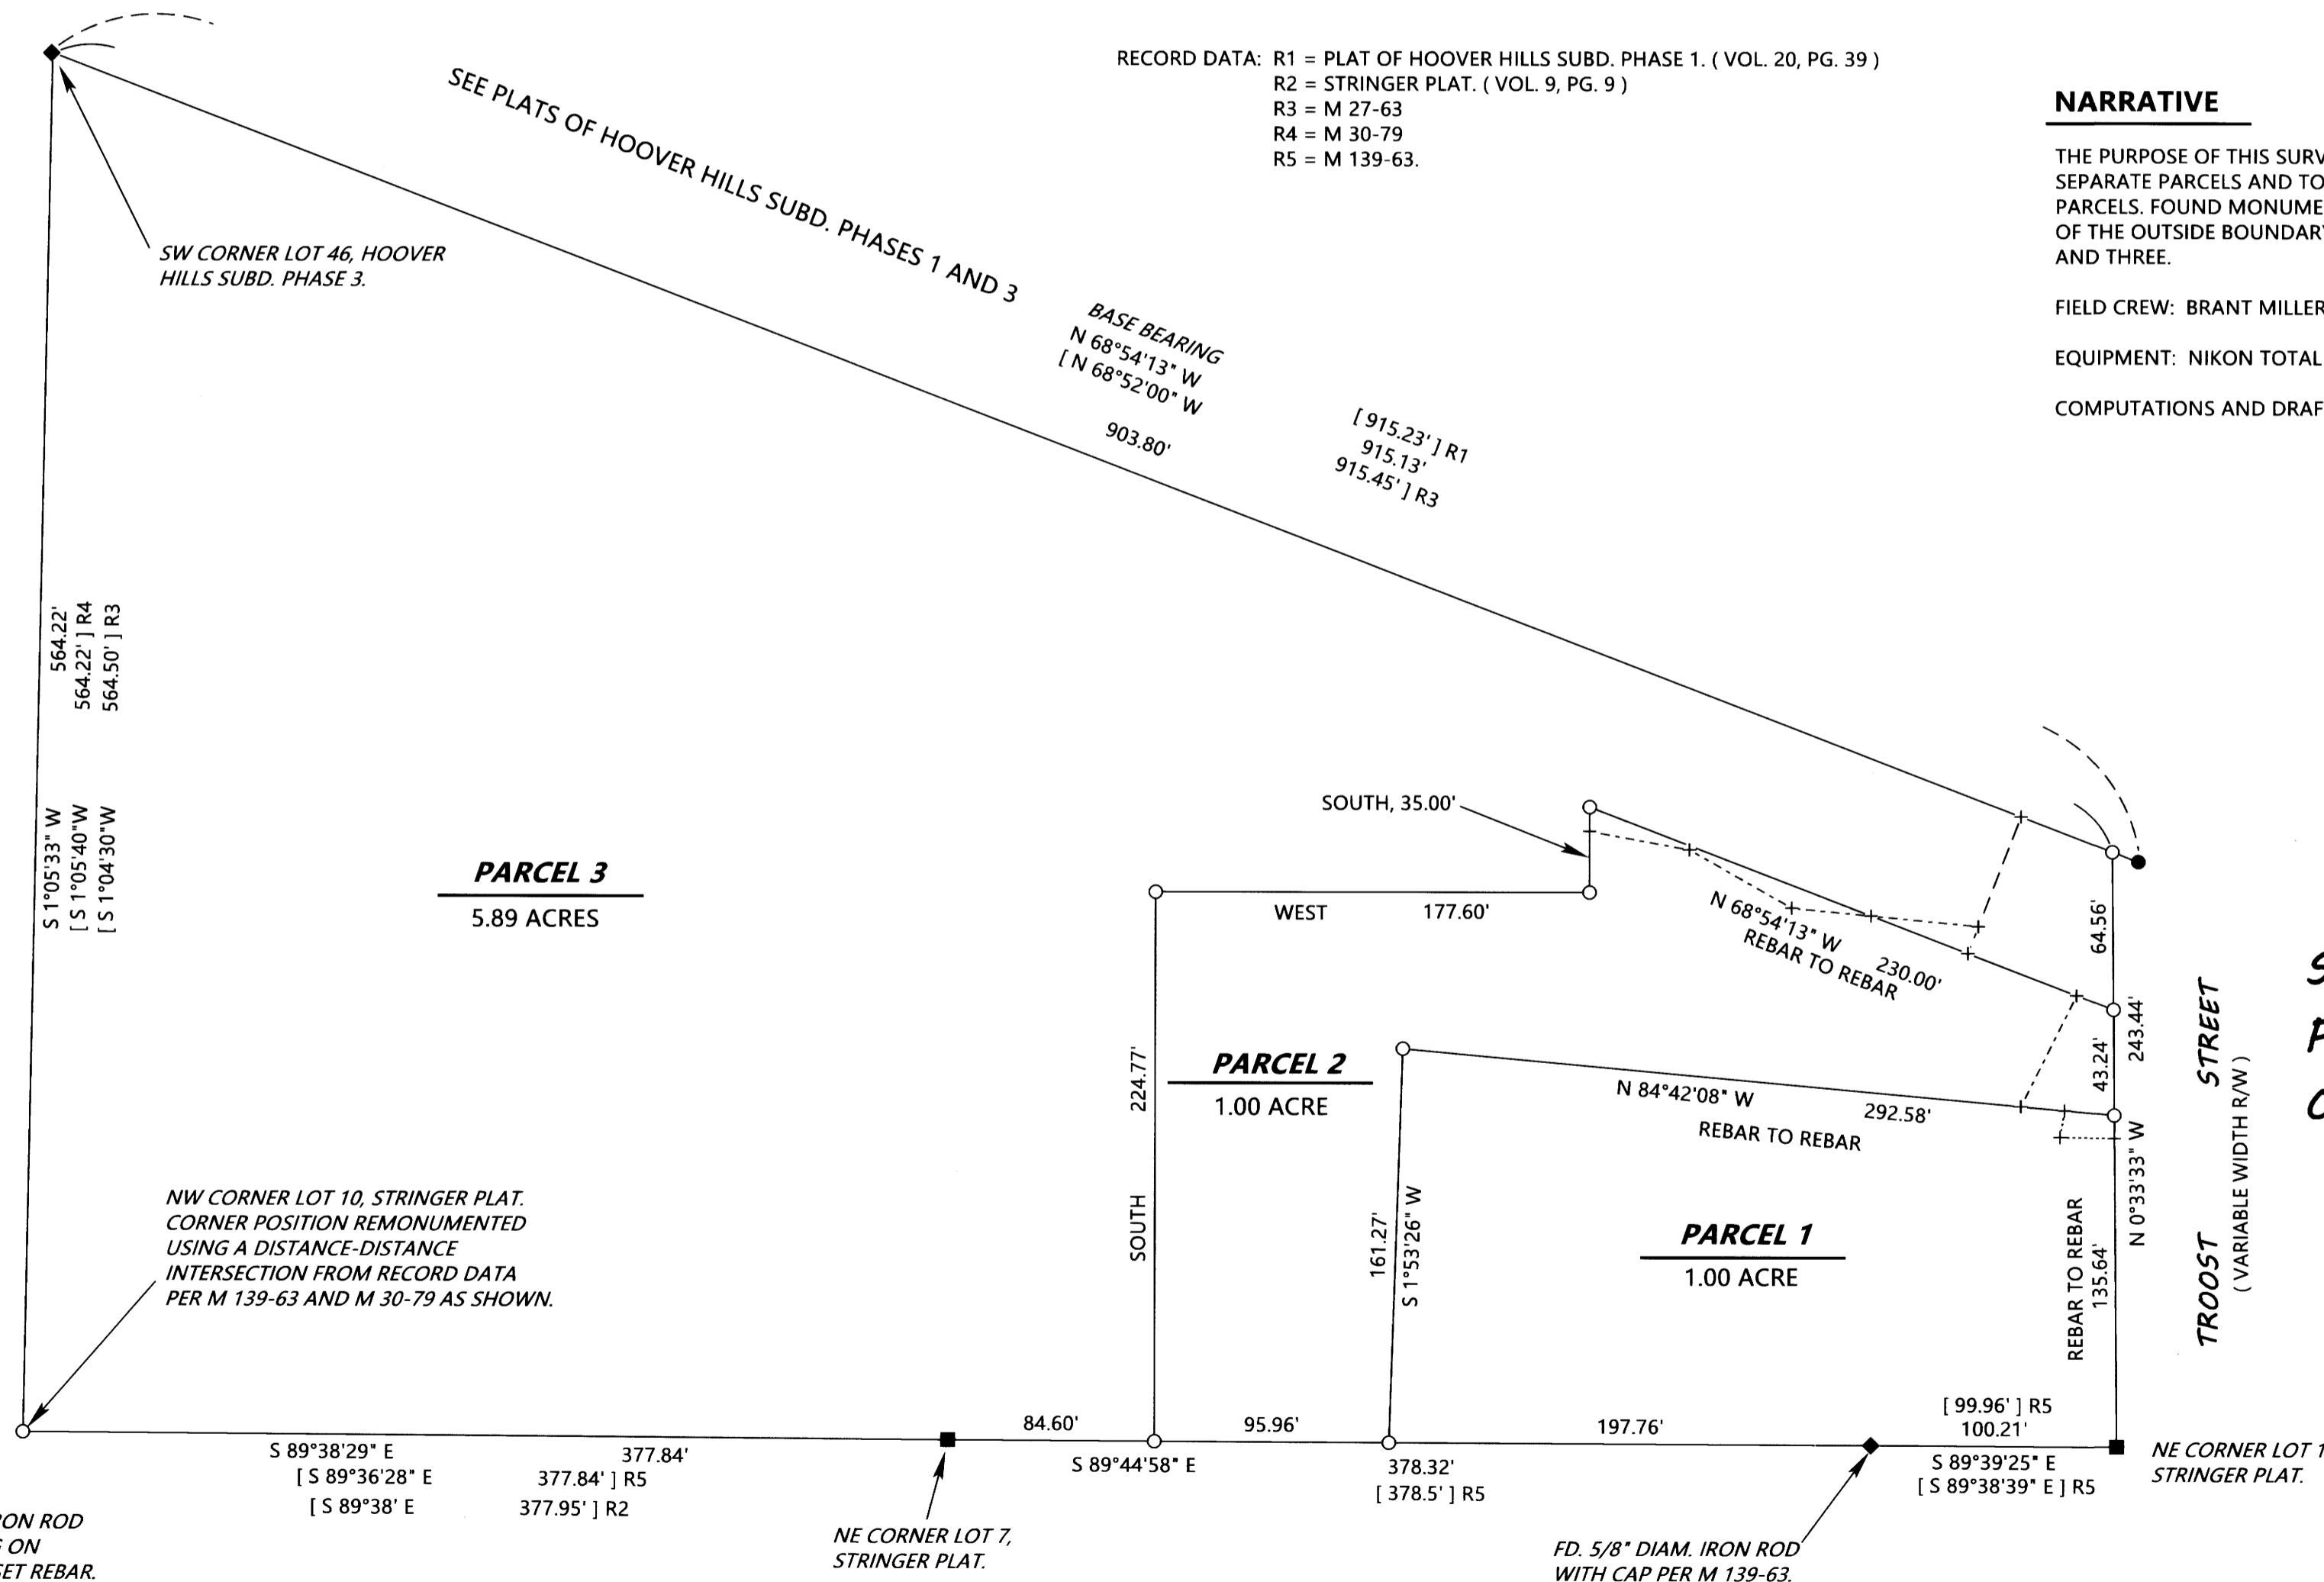 RECORD DATA: R1 = PLAT OF HOOVER HILLS SUBD. PHASE 1. ( VOL. 20, PG. 39 )
R2 = STRINGER PLAT. ( VOL. 9, PG. 9 )
R3 = M 27-63
R4 = M 30-79
R5 = M 139-63.
NARRATIVE
THE PURPOSE OF THIS SURV
SEPARATE PARCELS AND TO
PARCELS. FOUND MONUME
OF THE OUTSIDE BOUNDAR
AND THREE.
FIELD CREW: BRANT MILLER
EQUIPMENT: NIKON TOTAL
COMPUTATIONS AND DRAF
SEE PLATS OF HOOVER HILLS SUBD. PHASES 1 AND 3
SW CORNER LOT 46, HOOVER
HILLS SUBD. PHASE 3.
BASE BEARING
N 68°54'13" W
[ N 68°52'00" W
903.80'
[ 915.23' ] R1
915.13'
915.45' ] R3
564.22'
564.22' ] R4
564.50' ] R3
S 1°05'33" W
[ S 1°05'40"W
[ S 1°04'30"W
PARCEL 3
5.89 ACRES
SOUTH, 35.00'
WEST 177.60'
N 68°54'13" W
REBAR TO REBAR
230.00'
64.56'
243.44'
43.24'
N 0°33'33" W
TROOST STREET
( VARIABLE WIDTH R/W )
224.77'
SOUTH
PARCEL 2
1.00 ACRE
N 84°42'08" W 292.58'
REBAR TO REBAR
161.27'
S 1°53'26" W
PARCEL 1
1.00 ACRE
REBAR TO REBAR
135.64'
NW CORNER LOT 10, STRINGER PLAT.
CORNER POSITION REMONUMENTED
USING A DISTANCE-DISTANCE
INTERSECTION FROM RECORD DATA
PER M 139-63 AND M 30-79 AS SHOWN.
84.60'
95.96'
197.76'
[ 99.96' ] R5
100.21'
S 89°38'29" E 377.84'
[ S 89°36'28" E 377.84' ] R5
[ S 89°38' E 377.95' ] R2
S 89°44'58" E 378.32'
[ 378.5' ] R5
S 89°39'25" E
[ S 89°38'39" E ] R5
NE CORNER LOT 1
STRINGER PLAT.
NE CORNER LOT 7,
STRINGER PLAT.
FD. 5/8" DIAM. IRON ROD
WITH CAP PER M 139-63.
ON ROD
ON
SET REBAR.